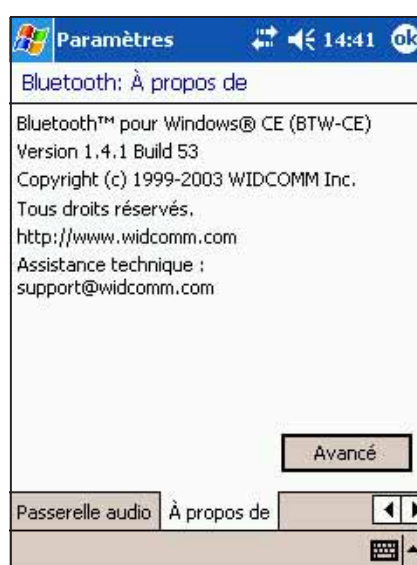 Paramètres 14:41 ok
Bluetooth: À propos de
Bluetooth™ pour Windows® CE (BTW-CE)
Version 1.4.1 Build 53
Copyright (c) 1999-2003 WIDCOMM Inc.
Tous droits réservés.
http://www.widcomm.com
Assistance technique :
support@widcomm.com
Avancé
Passerelle audio À propos de